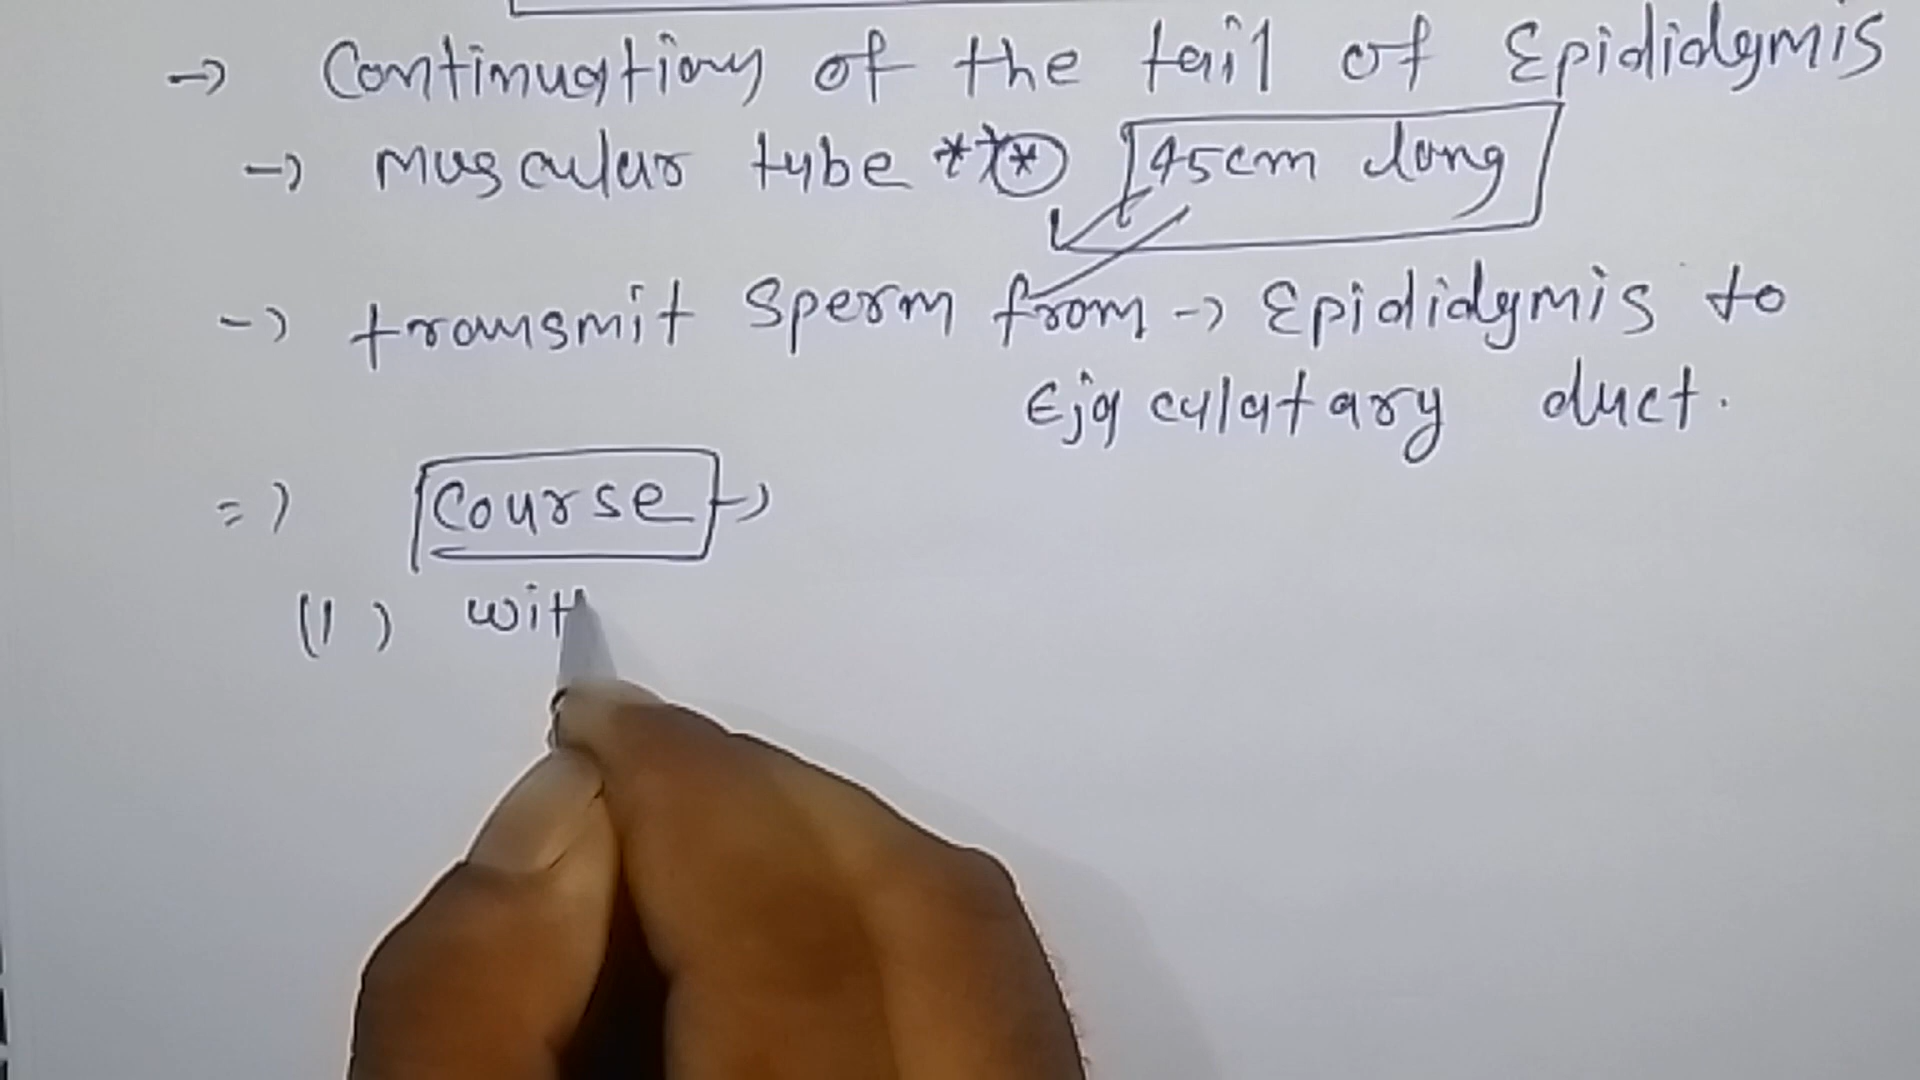 → Continuation of the tail of Epididymis
→ Muscular tube *** 45cm long
→ transmit sperm from → Epididymis to
Ejaculatary duct.
⇒ Course →
(1) wit